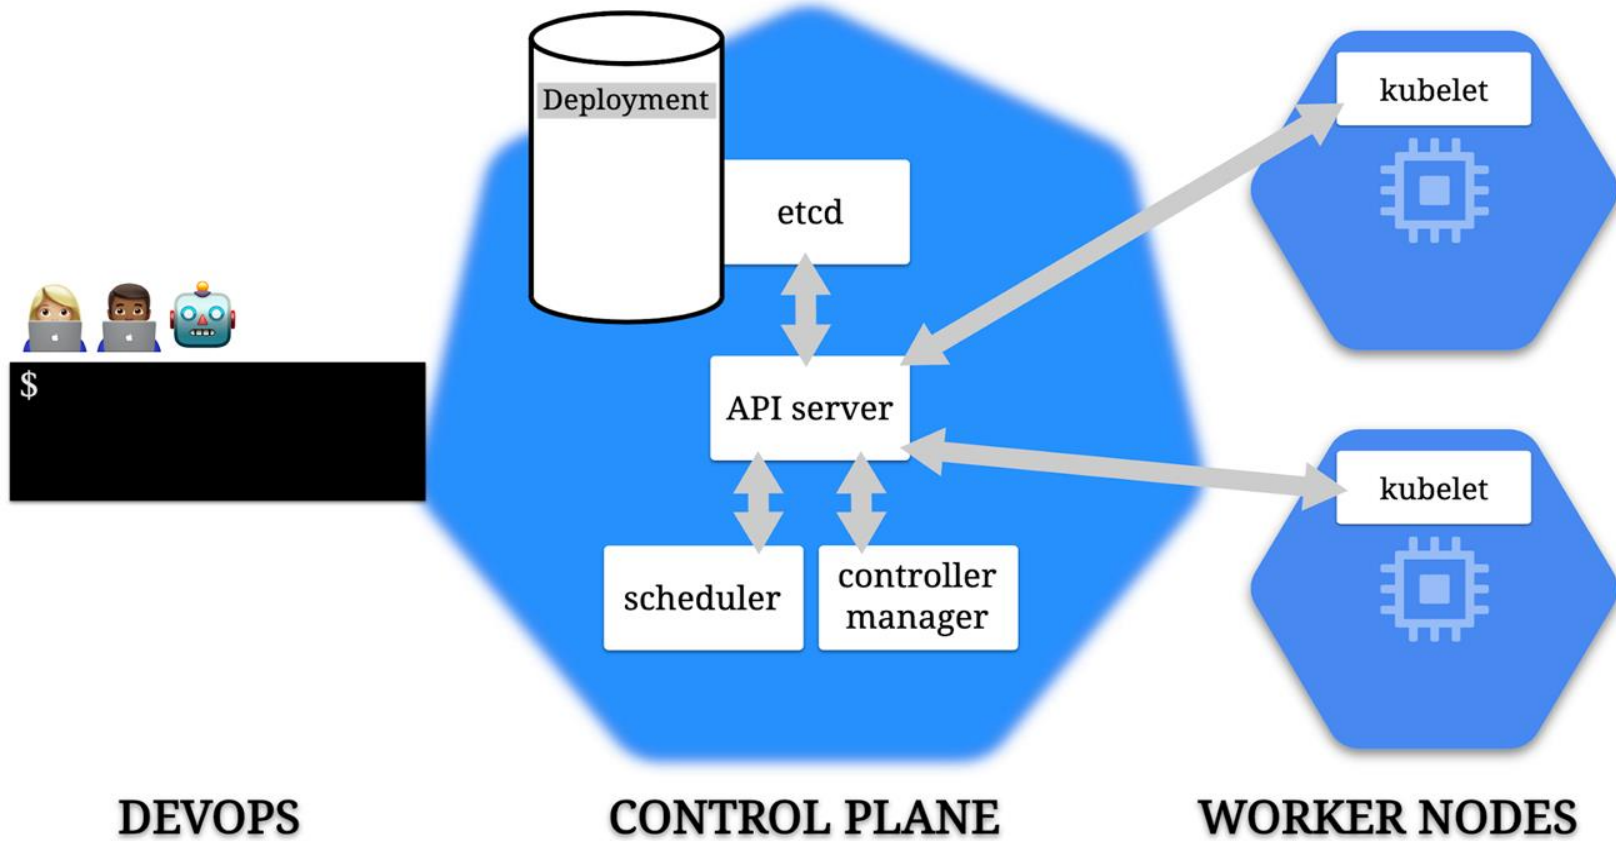 Deployment
etcd
$
API server
scheduler
controller
manager
kubelet
kubelet
DEVOPS
CONTROL PLANE
WORKER NODES